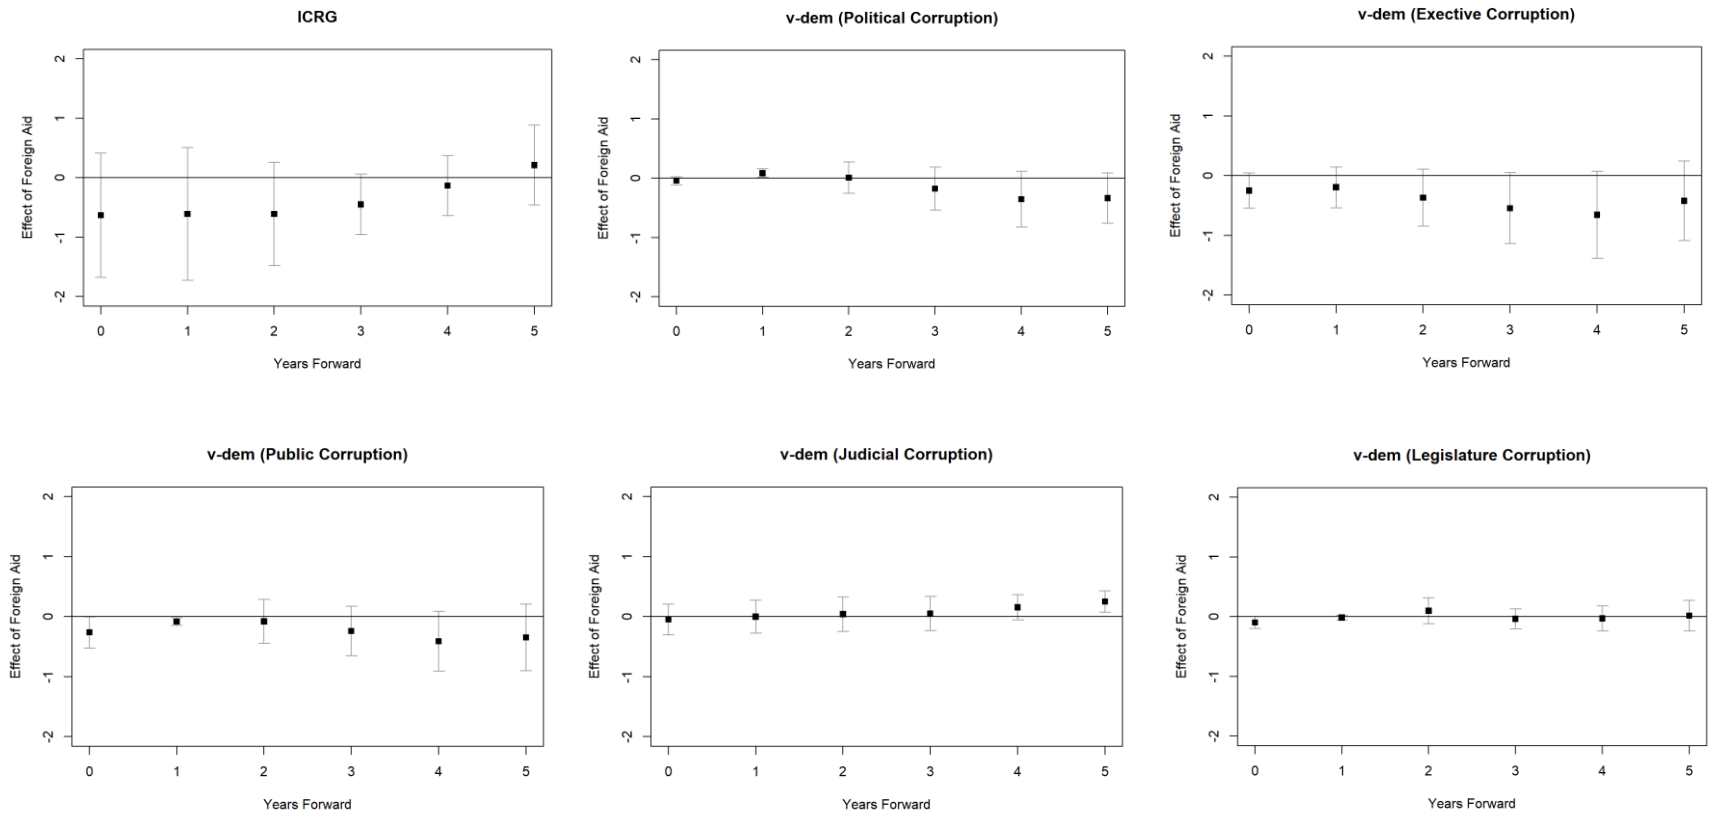 ICRG
2
1
0
-1
-2
Effect of Foreign Aid
0 1 2 3 4 5
Years Forward
v-dem (Political Corruption)
2
1
0
-1
-2
Effect of Foreign Aid
0 1 2 3 4 5
Years Forward
v-dem (Exective Corruption)
2
1
0
-1
-2
Effect of Foreign Aid
0 1 2 3 4 5
Years Forward
v-dem (Public Corruption)
2
1
0
-1
-2
Effect of Foreign Aid
0 1 2 3 4 5
Years Forward
v-dem (Judicial Corruption)
2
1
0
-1
-2
Effect of Foreign Aid
0 1 2 3 4 5
Years Forward
v-dem (Legislature Corruption)
2
1
0
-1
-2
Effect of Foreign Aid
0 1 2 3 4 5
Years Forward